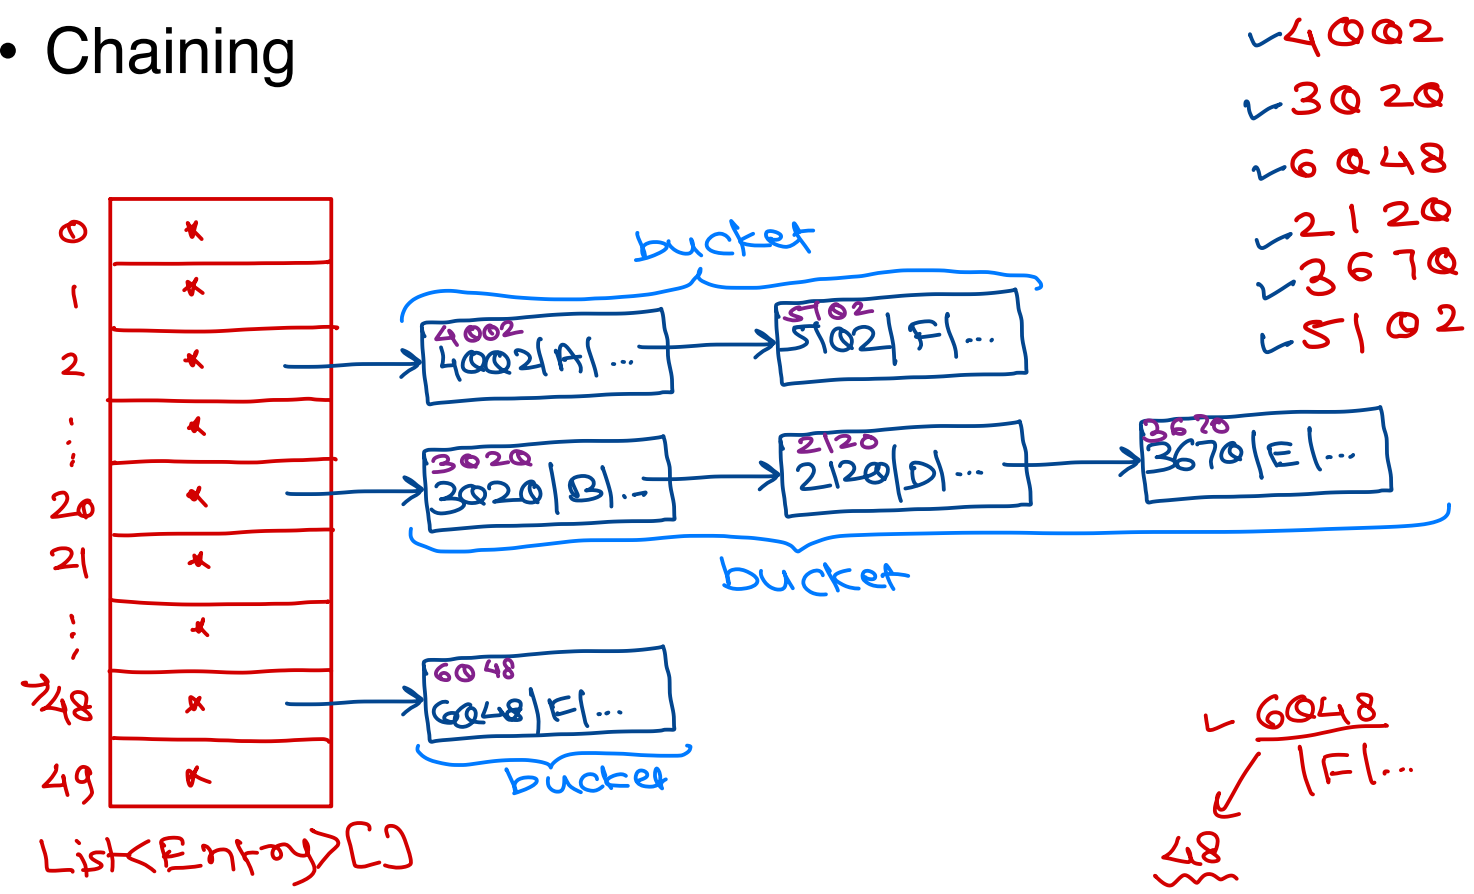 • Chaining
4002
3020
6048
2120
3670
5102
bucket
0
1
2
4002
4002|A|...
5102
5102|F|...
⋮
20
3020
3020|B|...
2120
2120|D|...
3670
3670|E|...
21
bucket
⋮
48
6048
6048|F|...
bucket
49
List<Entry>[]
6048
|F|...
48